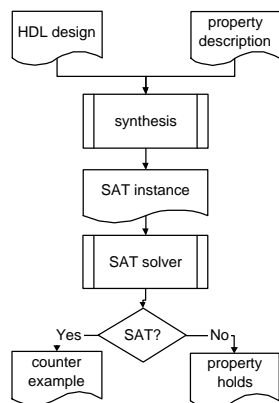 HDL design
property
description
synthesis
SAT instance
SAT solver
SAT?
Yes
No
counter
example
property
holds